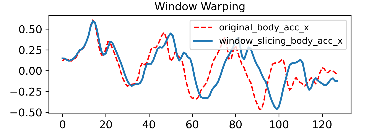 Window Warping
original_body_acc_x
window_slicing_body_acc_x
0.50
0.25
0.00
−0.25
−0.50
0 20 40 60 80 100 120